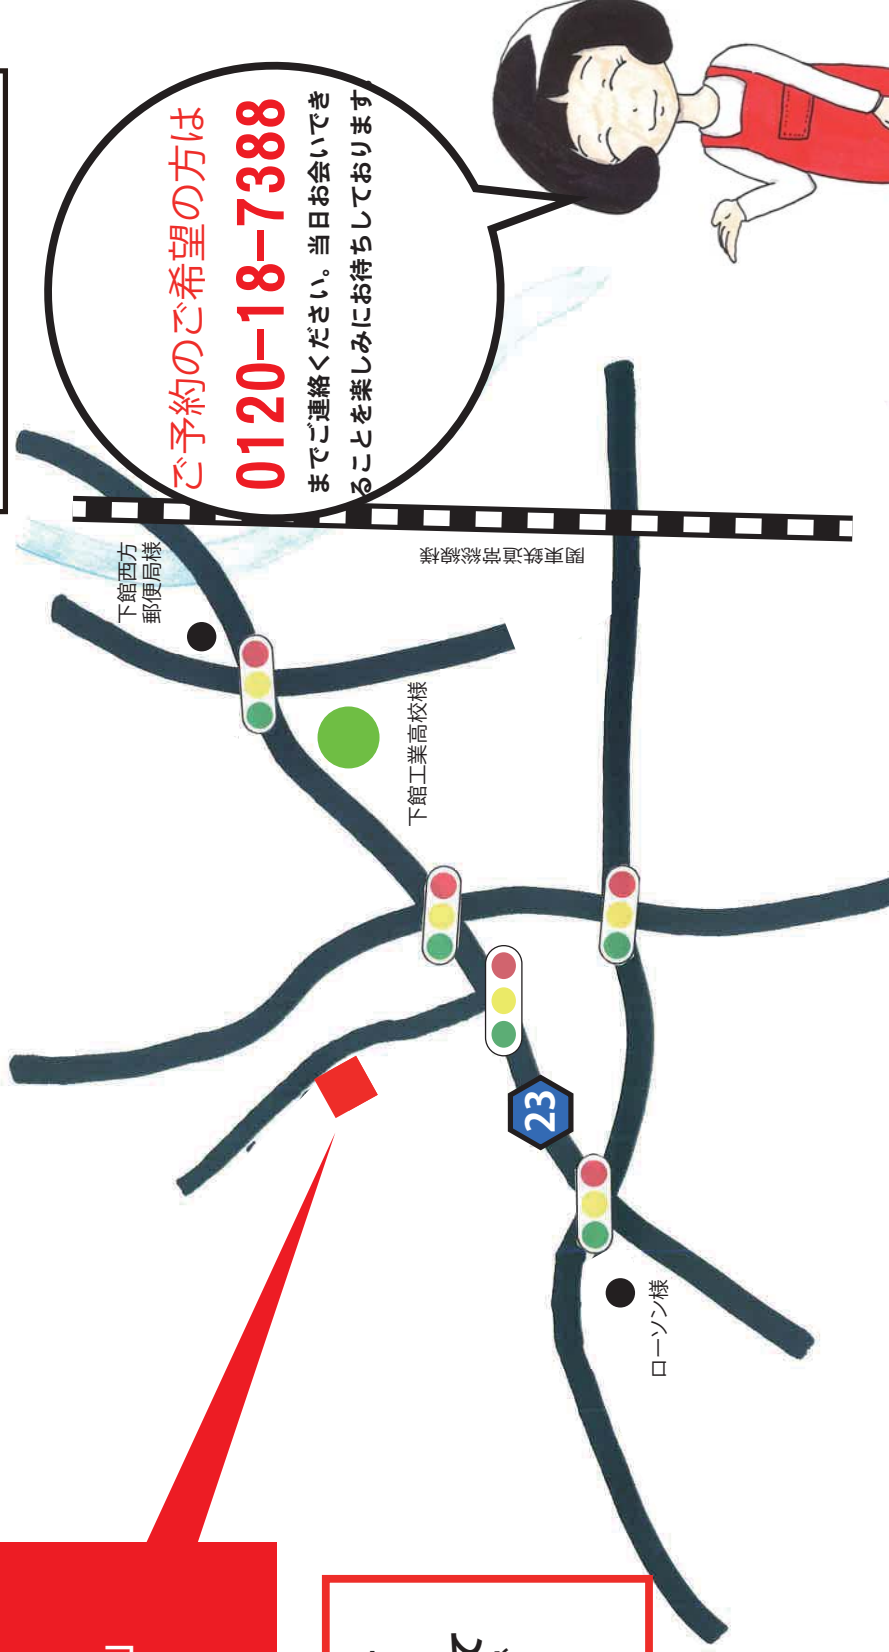 ご予約のご希望の方は
0120-18-7388
までご連絡ください。当日お会いでき
ることを楽しみにお待ちしております。
下館西方
郵便局様
関東鉄道常総線様
下館工業高校様
23
ローソン様